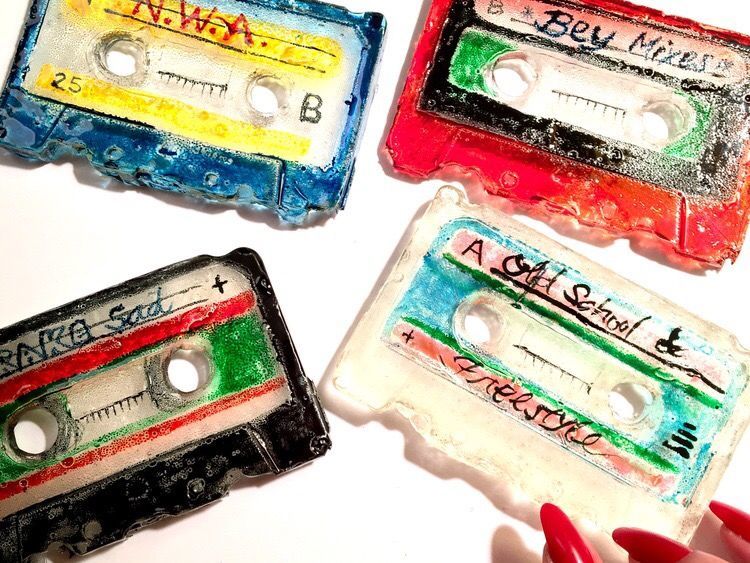 N.W.A.
25
B
B * Bey Mixes
A Old School &
+ Freestyle
Sad +